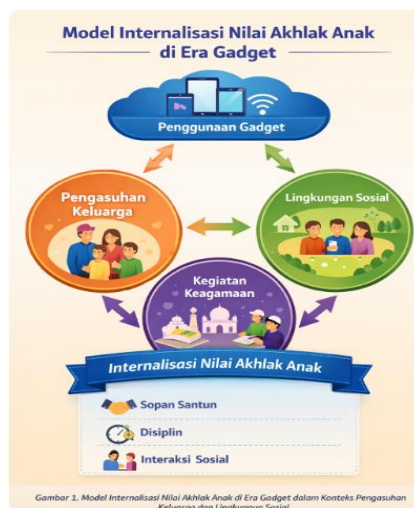 Model Internalisasi Nilai Akhlak Anak
di Era Gadget
Penggunaan Gadget
Pengasuhan
Keluarga
Lingkungan Sosial
Kegiatan
Keagamaan
Internalisasi Nilai Akhlak Anak
Sopan Santun
Disiplin
Interaksi Sosial
Gambar 1. Model Internalisasi Nilai Akhlak Anak di Era Gadget dalam Konteks Pengasuhan
Keluarga dan Lingkungan Sosial